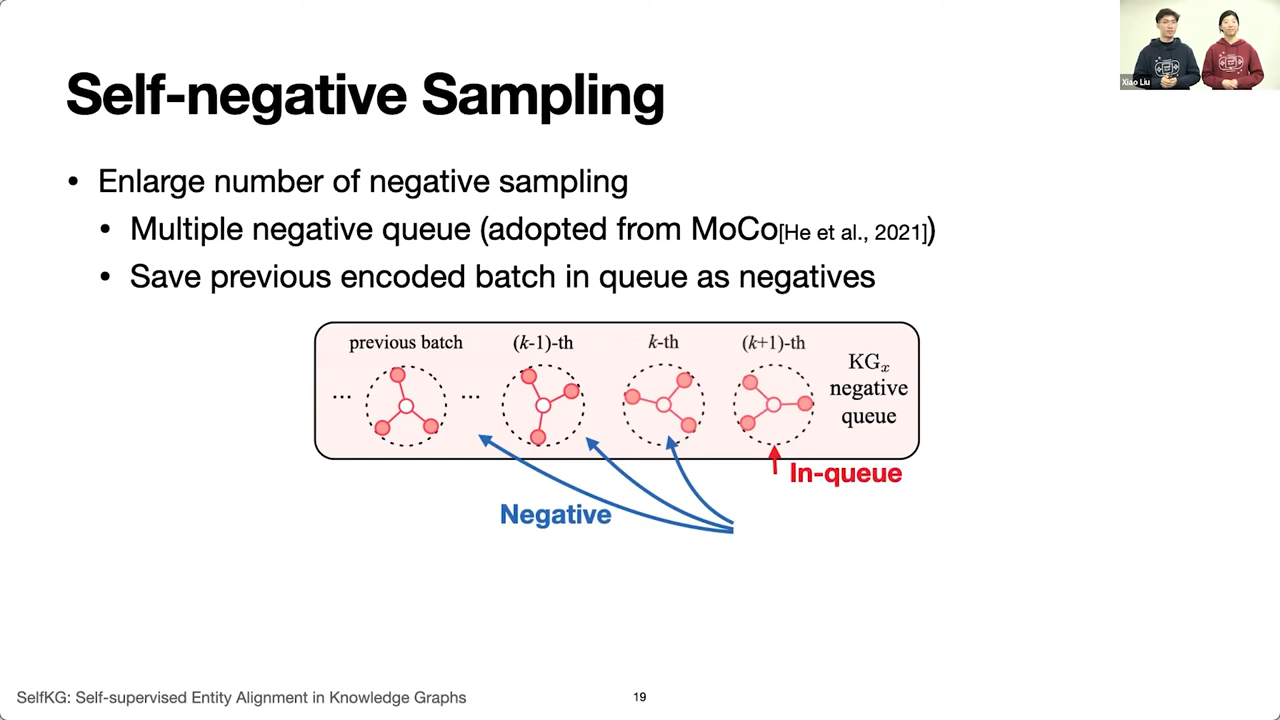 Xiao Liu
Self-negative Sampling
• Enlarge number of negative sampling
• Multiple negative queue (adopted from MoCo[He et al., 2021])
• Save previous encoded batch in queue as negatives
previous batch (k-1)-th k-th (k+1)-th
... ...
KGx
negative
queue
In-queue
Negative
SelfKG: Self-supervised Entity Alignment in Knowledge Graphs
19